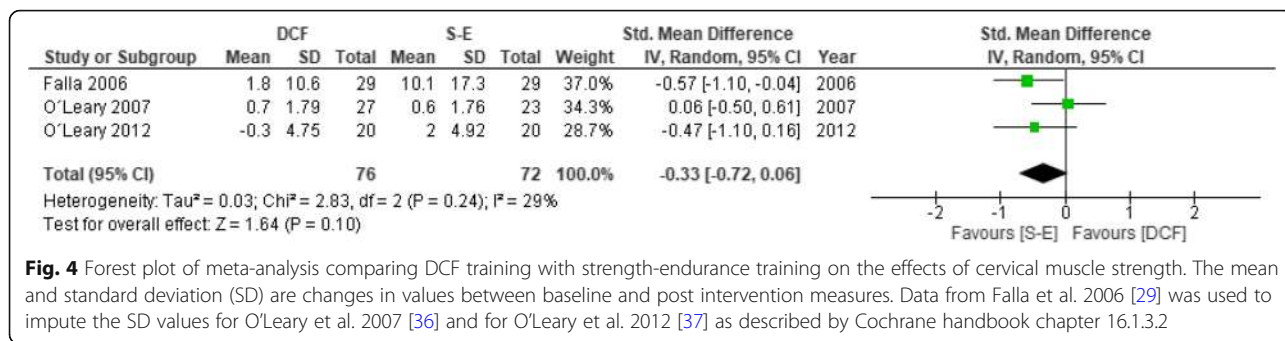 DCF S-E Std. Mean Difference Std. Mean Difference
Study or Subgroup Mean SD Total Mean SD Total Weight IV, Random, 95% CI Year IV, Random, 95% CI
Falla 2006 1.8 10.6 29 10.1 17.3 29 37.0% -0.57 [-1.10, -0.04] 2006
O´Leary 2007 0.7 1.79 27 0.6 1.76 23 34.3% 0.06 [-0.50, 0.61] 2007
O´Leary 2012 -0.3 4.75 20 2 4.92 20 28.7% -0.47 [-1.10, 0.16] 2012
Total (95% CI) 76 72 100.0% -0.33 [-0.72, 0.06]
Heterogeneity: Tau² = 0.03; Chi² = 2.83, df = 2 (P = 0.24); I² = 29%
Test for overall effect: Z = 1.64 (P = 0.10)
-2 -1 0 1 2
Favours [S-E] Favours [DCF]
Fig. 4 Forest plot of meta-analysis comparing DCF training with strength-endurance training on the effects of cervical muscle strength. The mean
and standard deviation (SD) are changes in values between baseline and post intervention measures. Data from Falla et al. 2006 [29] was used to
impute the SD values for O'Leary et al. 2007 [36] and for O'Leary et al. 2012 [37] as described by Cochrane handbook chapter 16.1.3.2